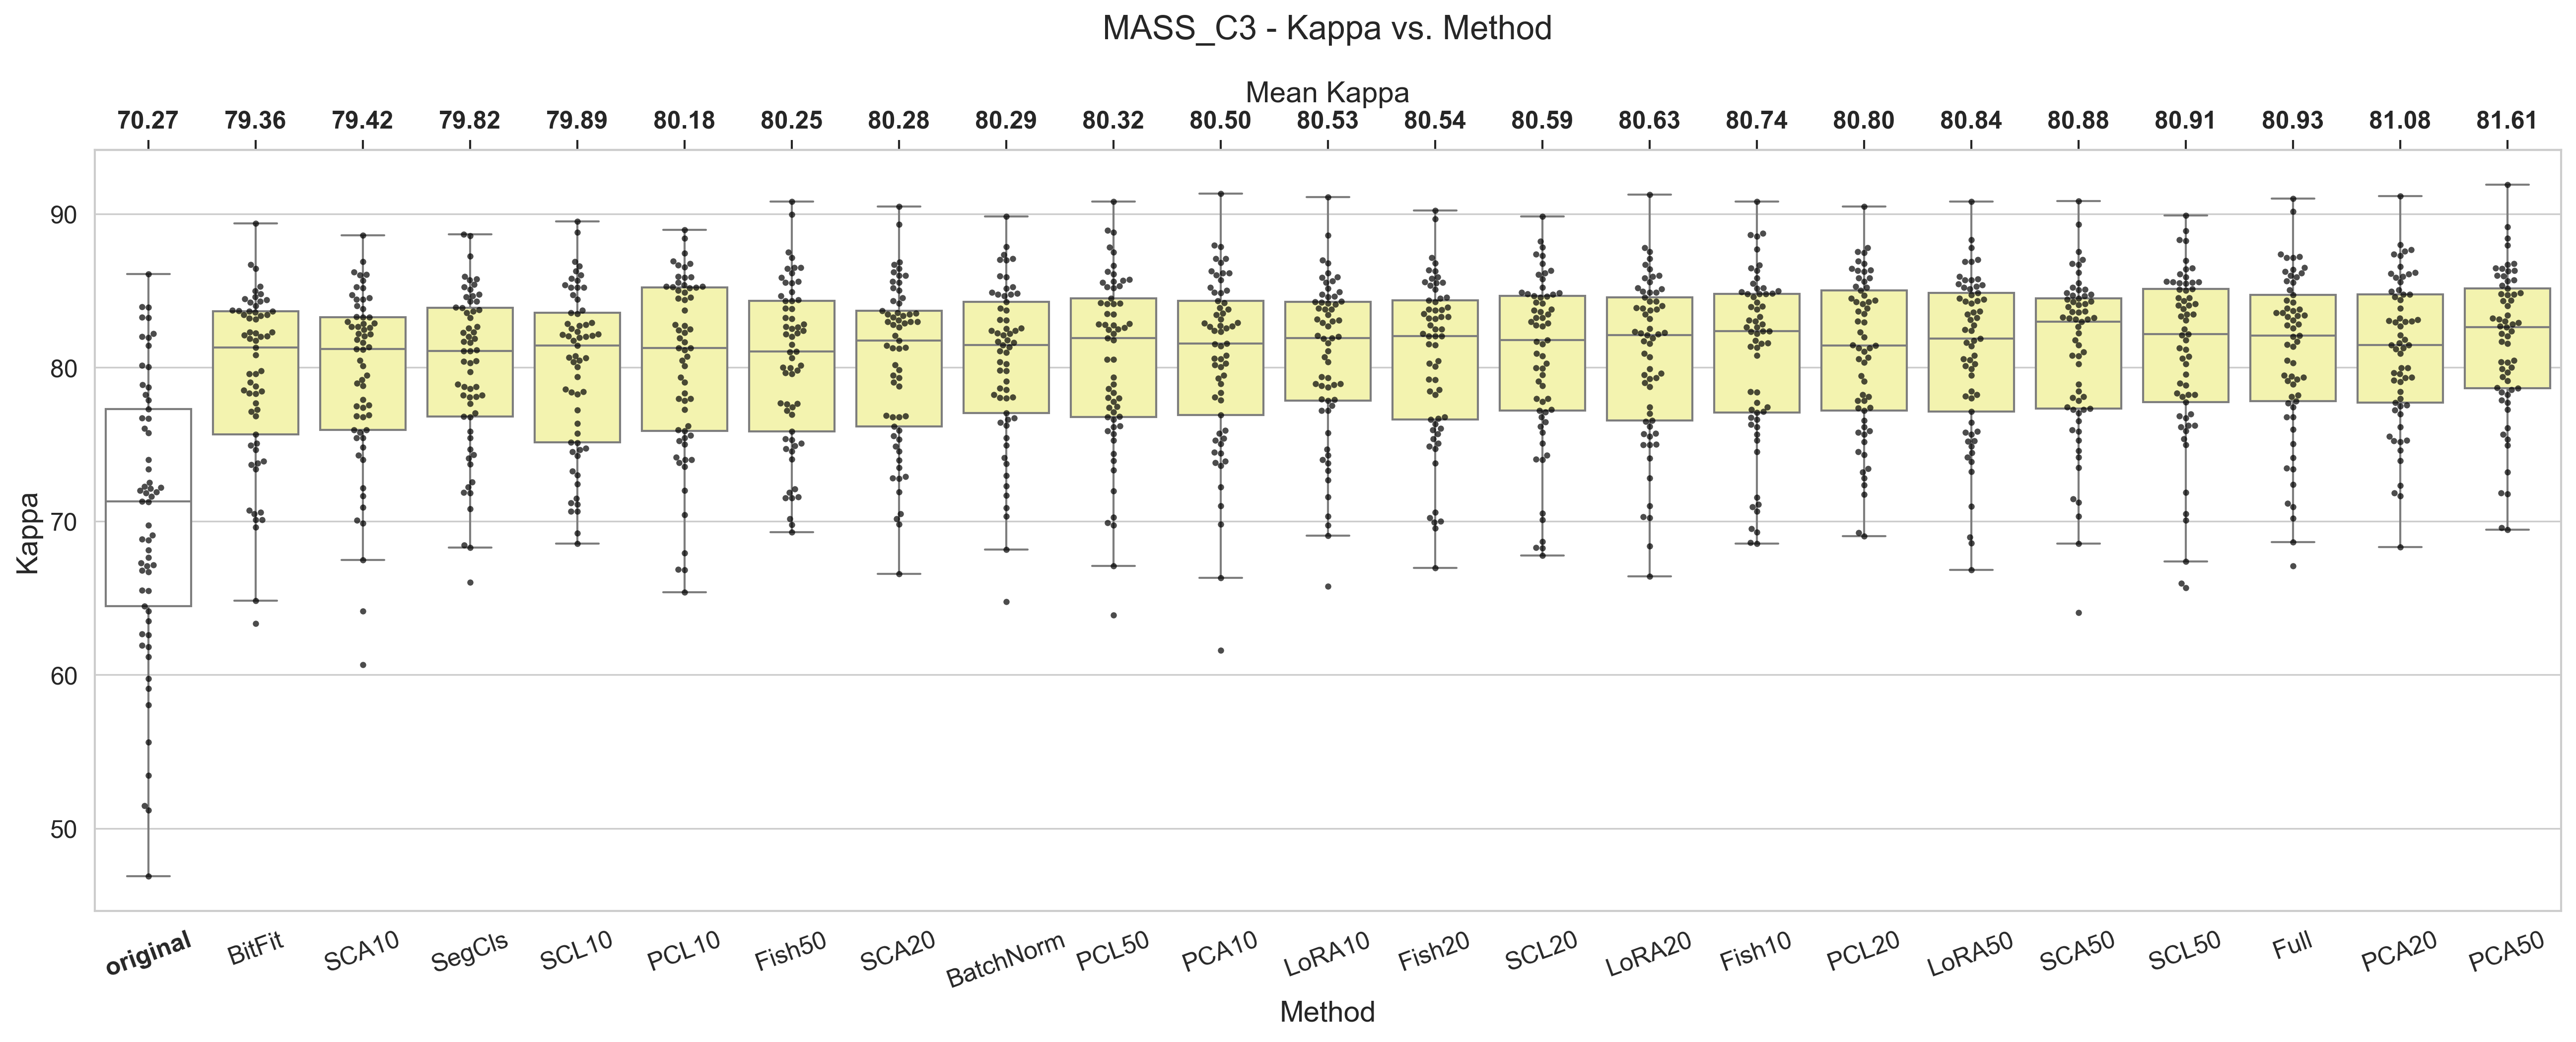 MASS_C3 - Kappa vs. Method
Mean Kappa
70.27 79.36 79.42 79.82 79.89 80.18 80.25 80.28 80.29 80.32 80.50 80.53 80.54 80.59 80.63 80.74 80.80 80.84 80.88 80.91 80.93 81.08 81.61
90
80
70
60
50
Kappa
original BitFit SCA10 SegCls SCL10 PCL10 Fish50 SCA20 BatchNorm PCL50 PCA10 LoRA10 Fish20 SCL20 LoRA20 Fish10 PCL20 LoRA50 SCA50 SCL50 Full PCA20 PCA50
Method